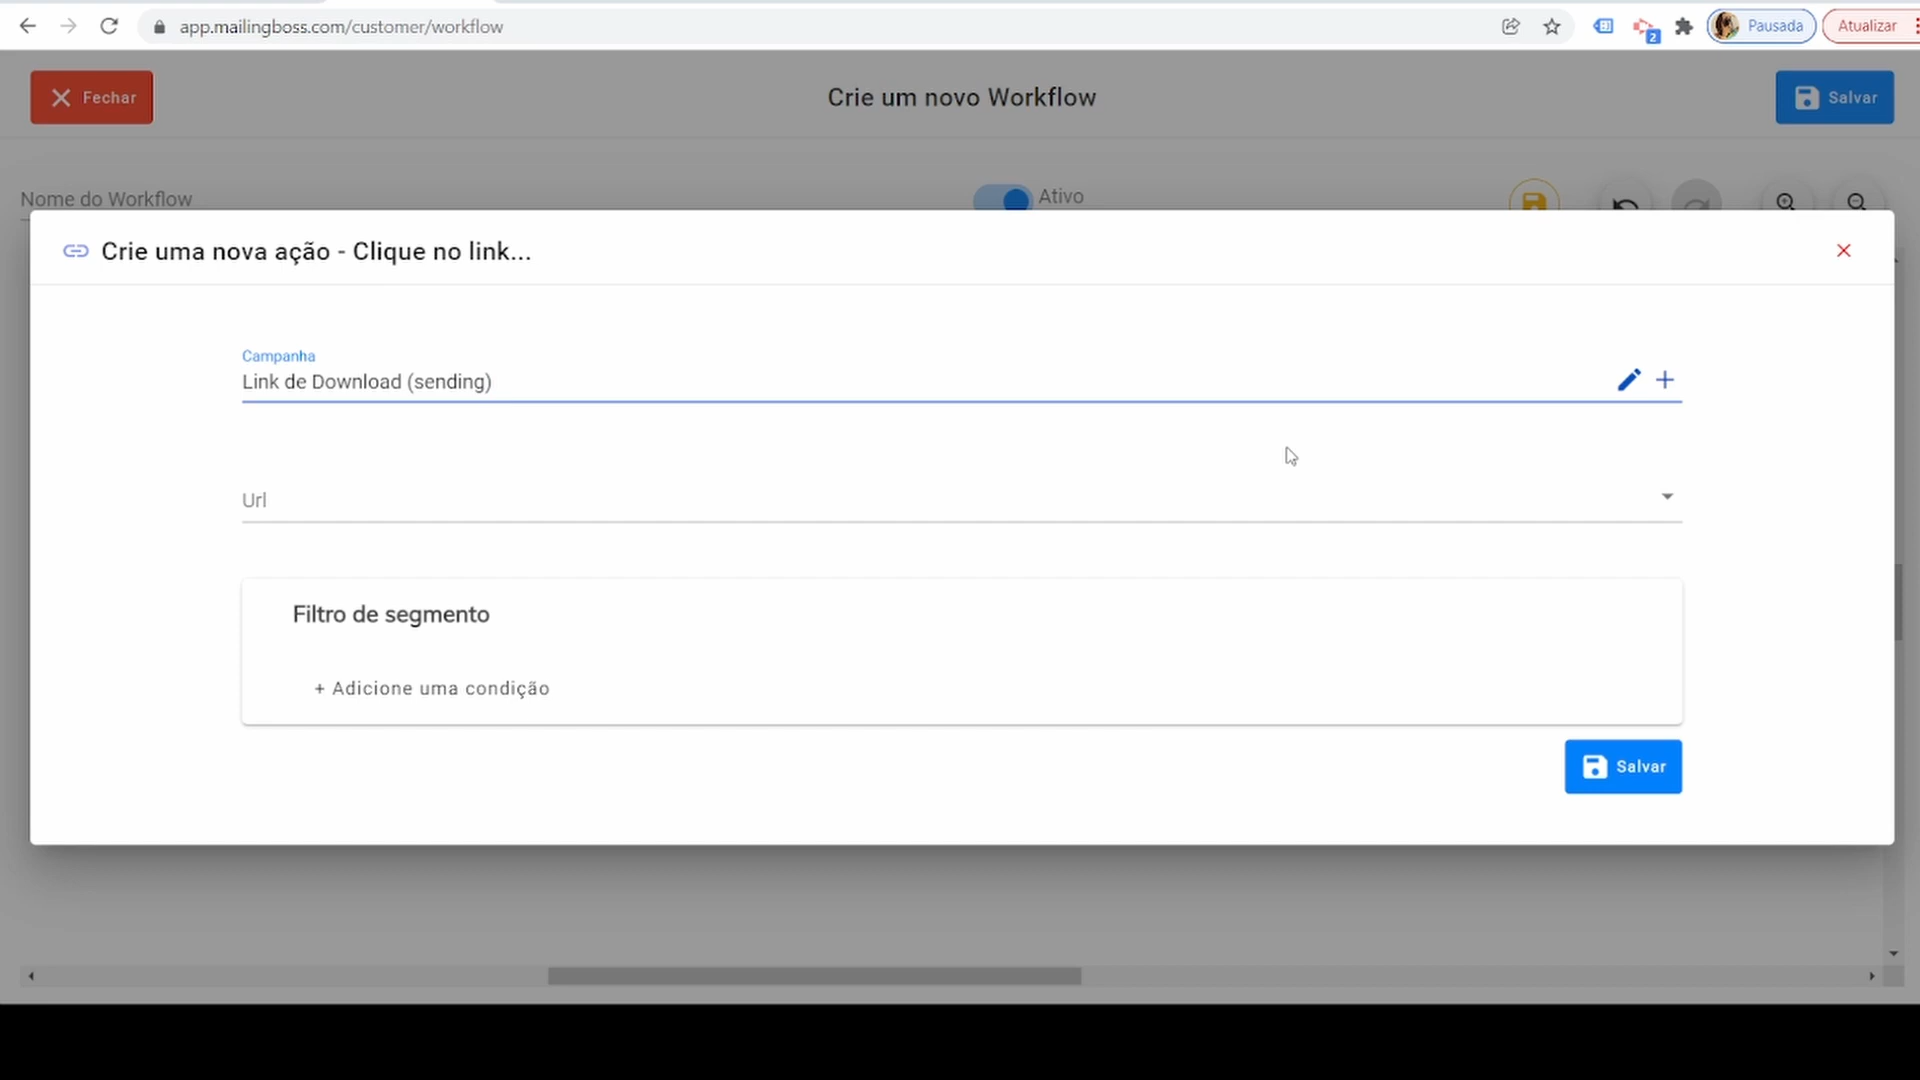 app.mailingboss.com/customer/workflow
2
Pausada
Atualizar
Fechar
Crie um novo Workflow
Salvar
Nome do Workflow
Ativo
Crie uma nova ação - Clique no link...
Campanha
Link de Download (sending)
Url
Filtro de segmento
+ Adicione uma condição
Salvar